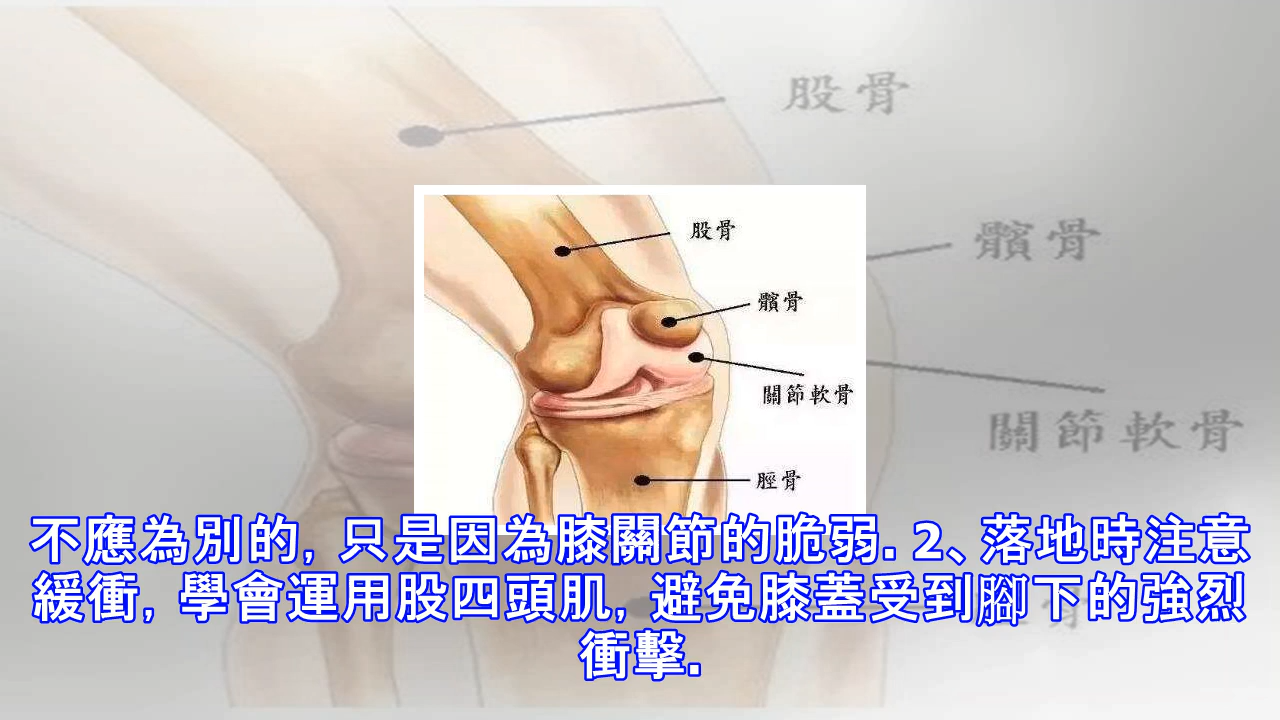 股骨
股骨
髕骨
髕骨
關節軟骨
關節軟骨
脛骨
不應為別的, 只是因為膝關節的脆弱. 2、落地時注意
緩衝, 學會運用股四頭肌, 避免膝蓋受到腳下的強烈
衝擊.